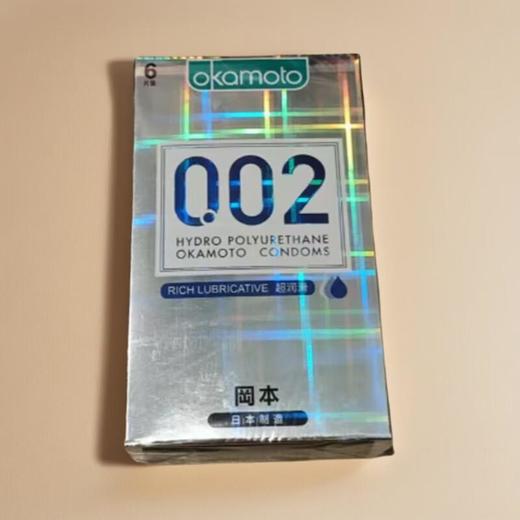 6
片装
okamoto
0.02
HYDRO POLYURETHANE
OKAMOTO CONDOMS
RICH LUBRICATIVE 超润滑
岡本
日本制造